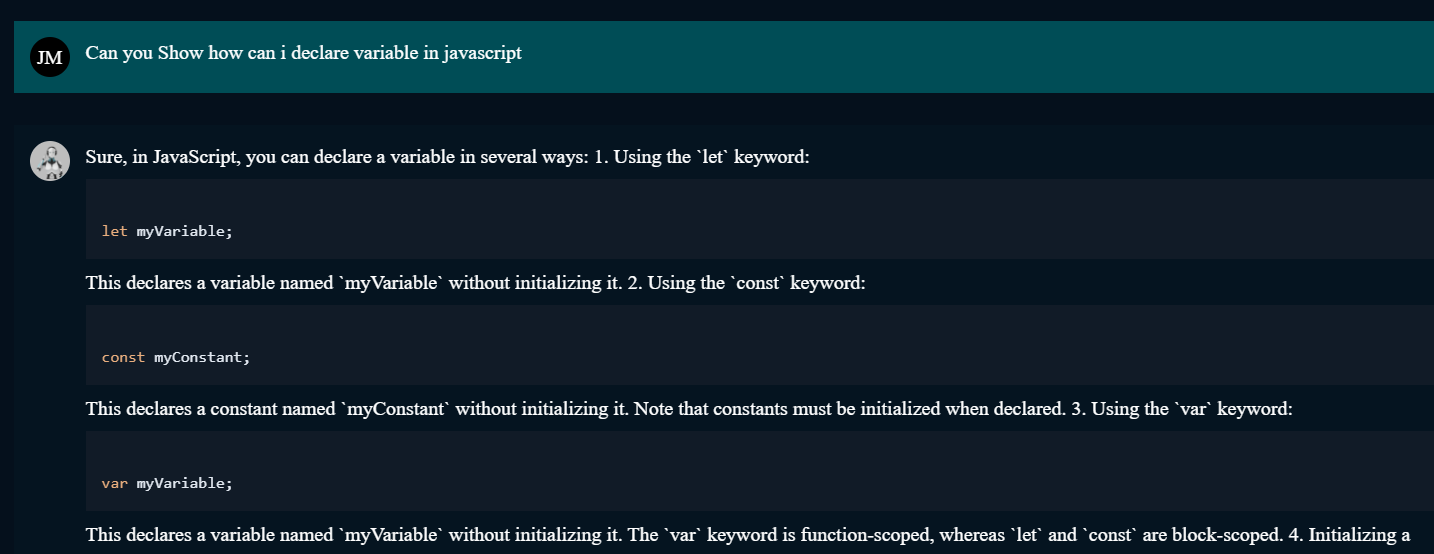 JM Can you Show how can i declare variable in javascript
Sure, in JavaScript, you can declare a variable in several ways: 1. Using the `let` keyword:
let myVariable;
This declares a variable named `myVariable` without initializing it. 2. Using the `const` keyword:
const myConstant;
This declares a constant named `myConstant` without initializing it. Note that constants must be initialized when declared. 3. Using the `var` keyword:
var myVariable;
This declares a variable named `myVariable` without initializing it. The `var` keyword is function-scoped, whereas `let` and `const` are block-scoped. 4. Initializing a